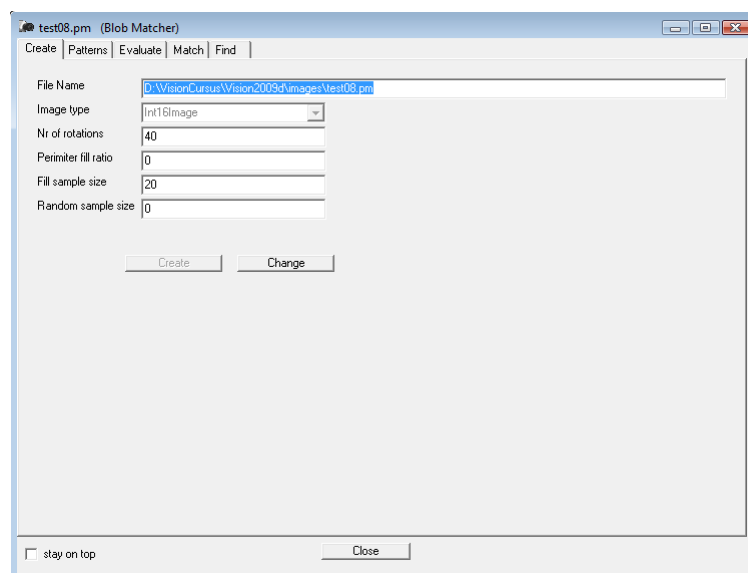 test08.pm (Blob Matcher)
Create Patterns Evaluate Match Find
File Name D:\VisionCursus\Vision2009d\images\test08.pm
Image type Int16Image
Nr of rotations 40
Perimiter fill ratio 0
Fill sample size 20
Random sample size 0
Create Change
stay on top Close